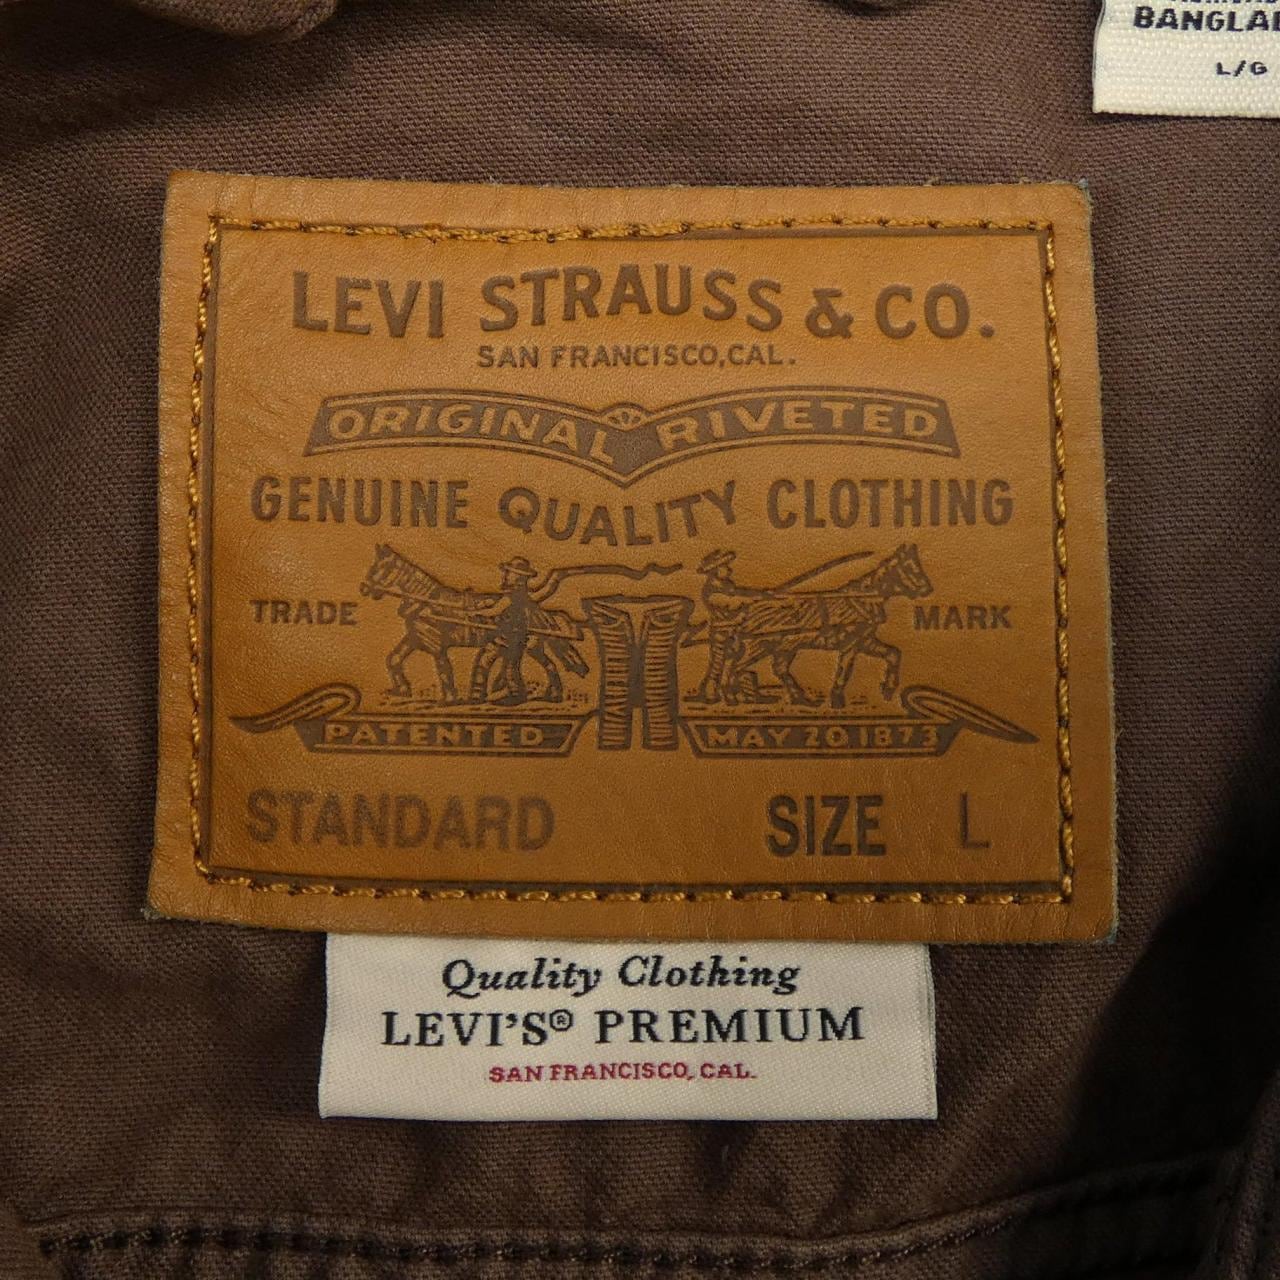 L/G
LEVI STRAUSS & CO.
SAN FRANCISCO, CAL.
ORIGINAL RIVETED
GENUINE QUALITY CLOTHING
TRADE MARK
PATENTED MAY 20 1873
STANDARD SIZE L
Quality Clothing
LEVI'S® PREMIUM
SAN FRANCISCO, CAL.